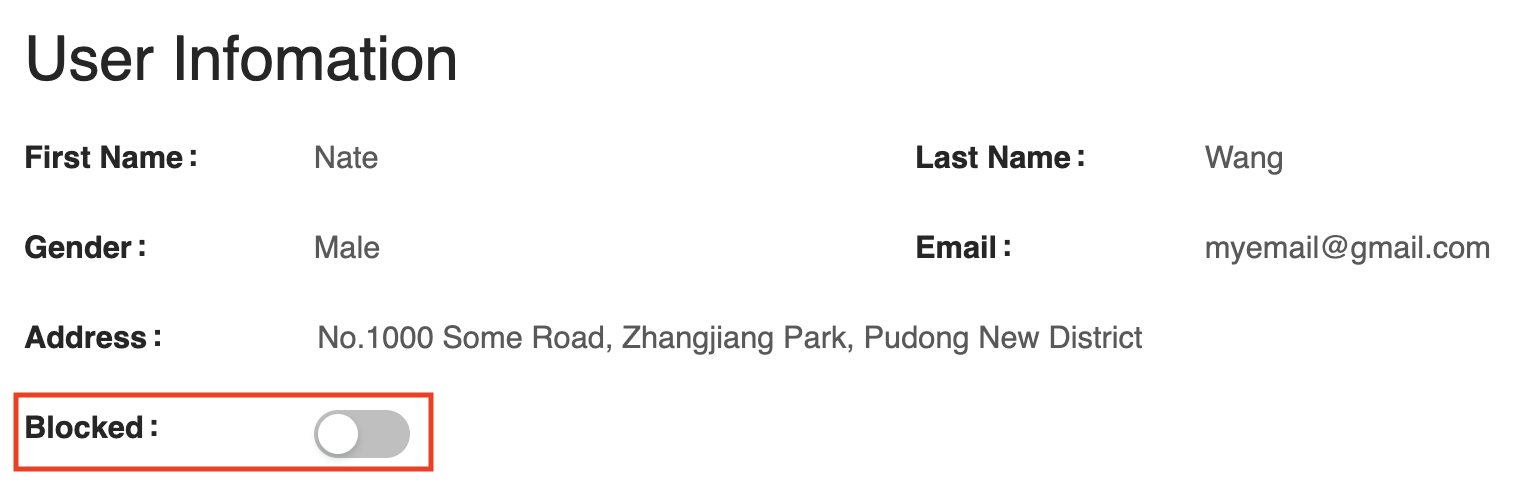 User Infomation
First Name： Nate Last Name： Wang
Gender： Male Email： myemail@gmail.com
Address： No.1000 Some Road, Zhangjiang Park, Pudong New District
Blocked：